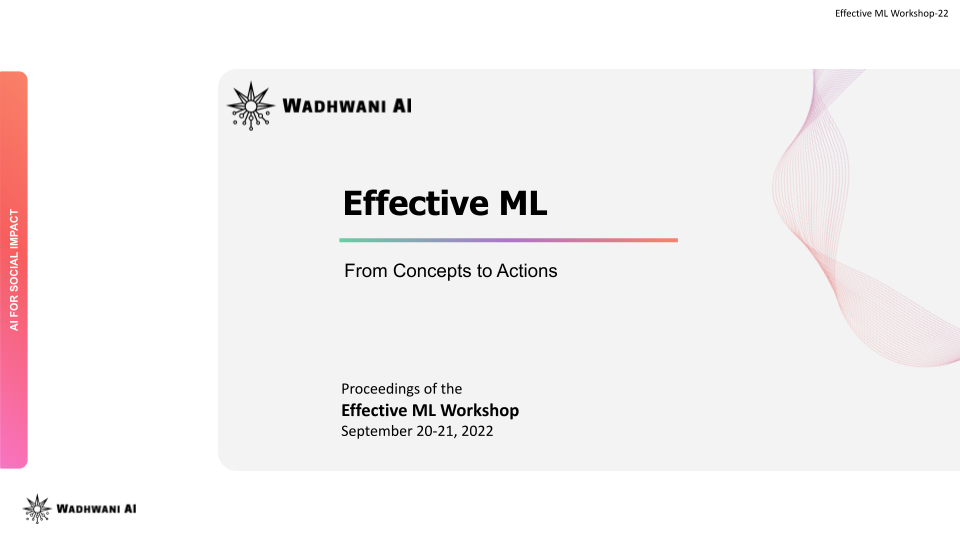 Effective ML Workshop-22
WADHWANI AI
Effective ML
From Concepts to Actions
AI FOR SOCIAL IMPACT
Proceedings of the
Effective ML Workshop
September 20-21, 2022
WADHWANI AI